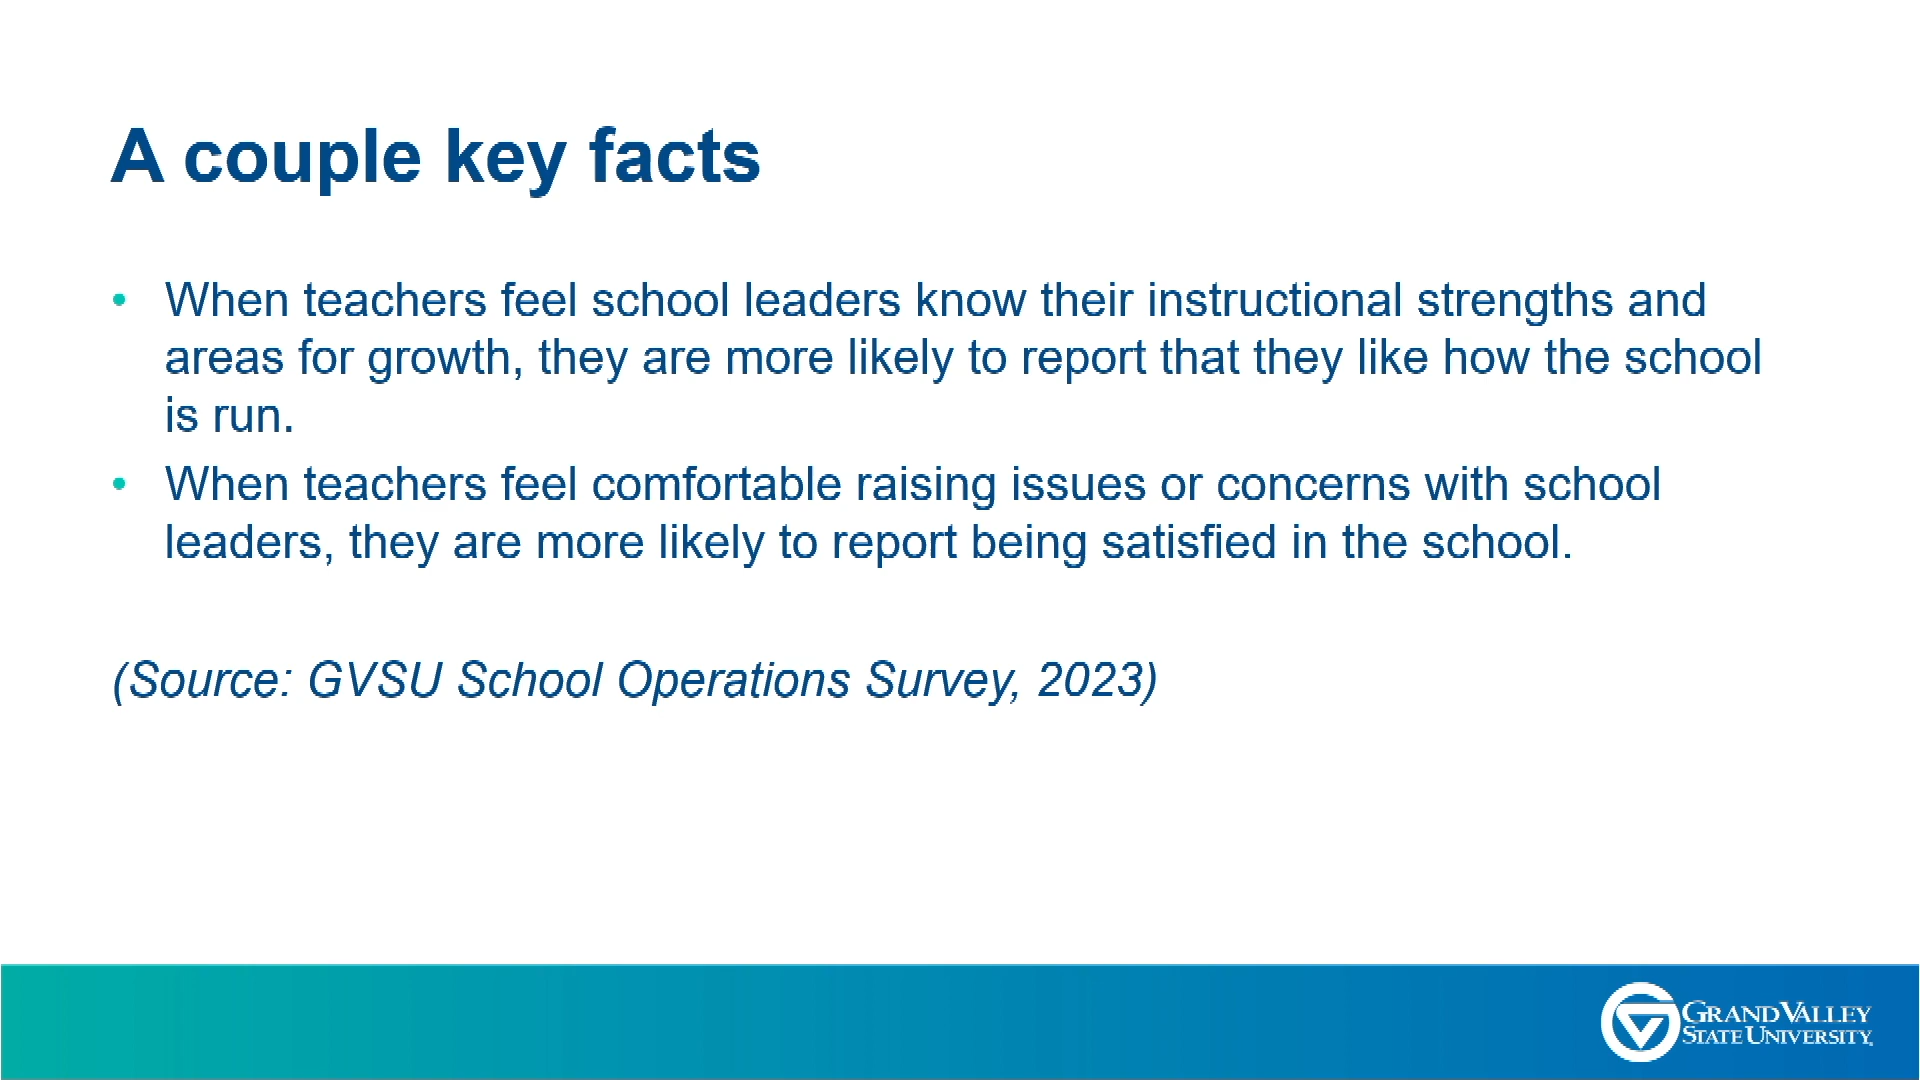 A couple key facts
• When teachers feel school leaders know their instructional strengths and
areas for growth, they are more likely to report that they like how the school
is run.
• When teachers feel comfortable raising issues or concerns with school
leaders, they are more likely to report being satisfied in the school.
(Source: GVSU School Operations Survey, 2023)
GRAND VALLEY
STATE UNIVERSITY.